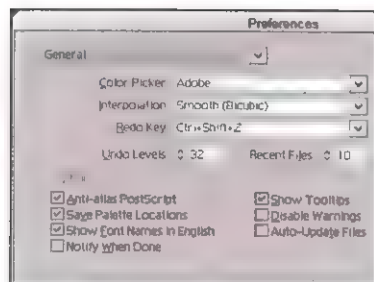 Preferences
General
Color Picker Adobe
Interpolation Smooth (Bicubic)
Redo Key Ctrl+Shift+Z
Undo Levels 32 Recent Files 10
Anti-alias PostScript
Save Palette Locations
Show Font Names in English
Notify When Done
Show Tooltips
Disable Warnings
Auto-Update Files